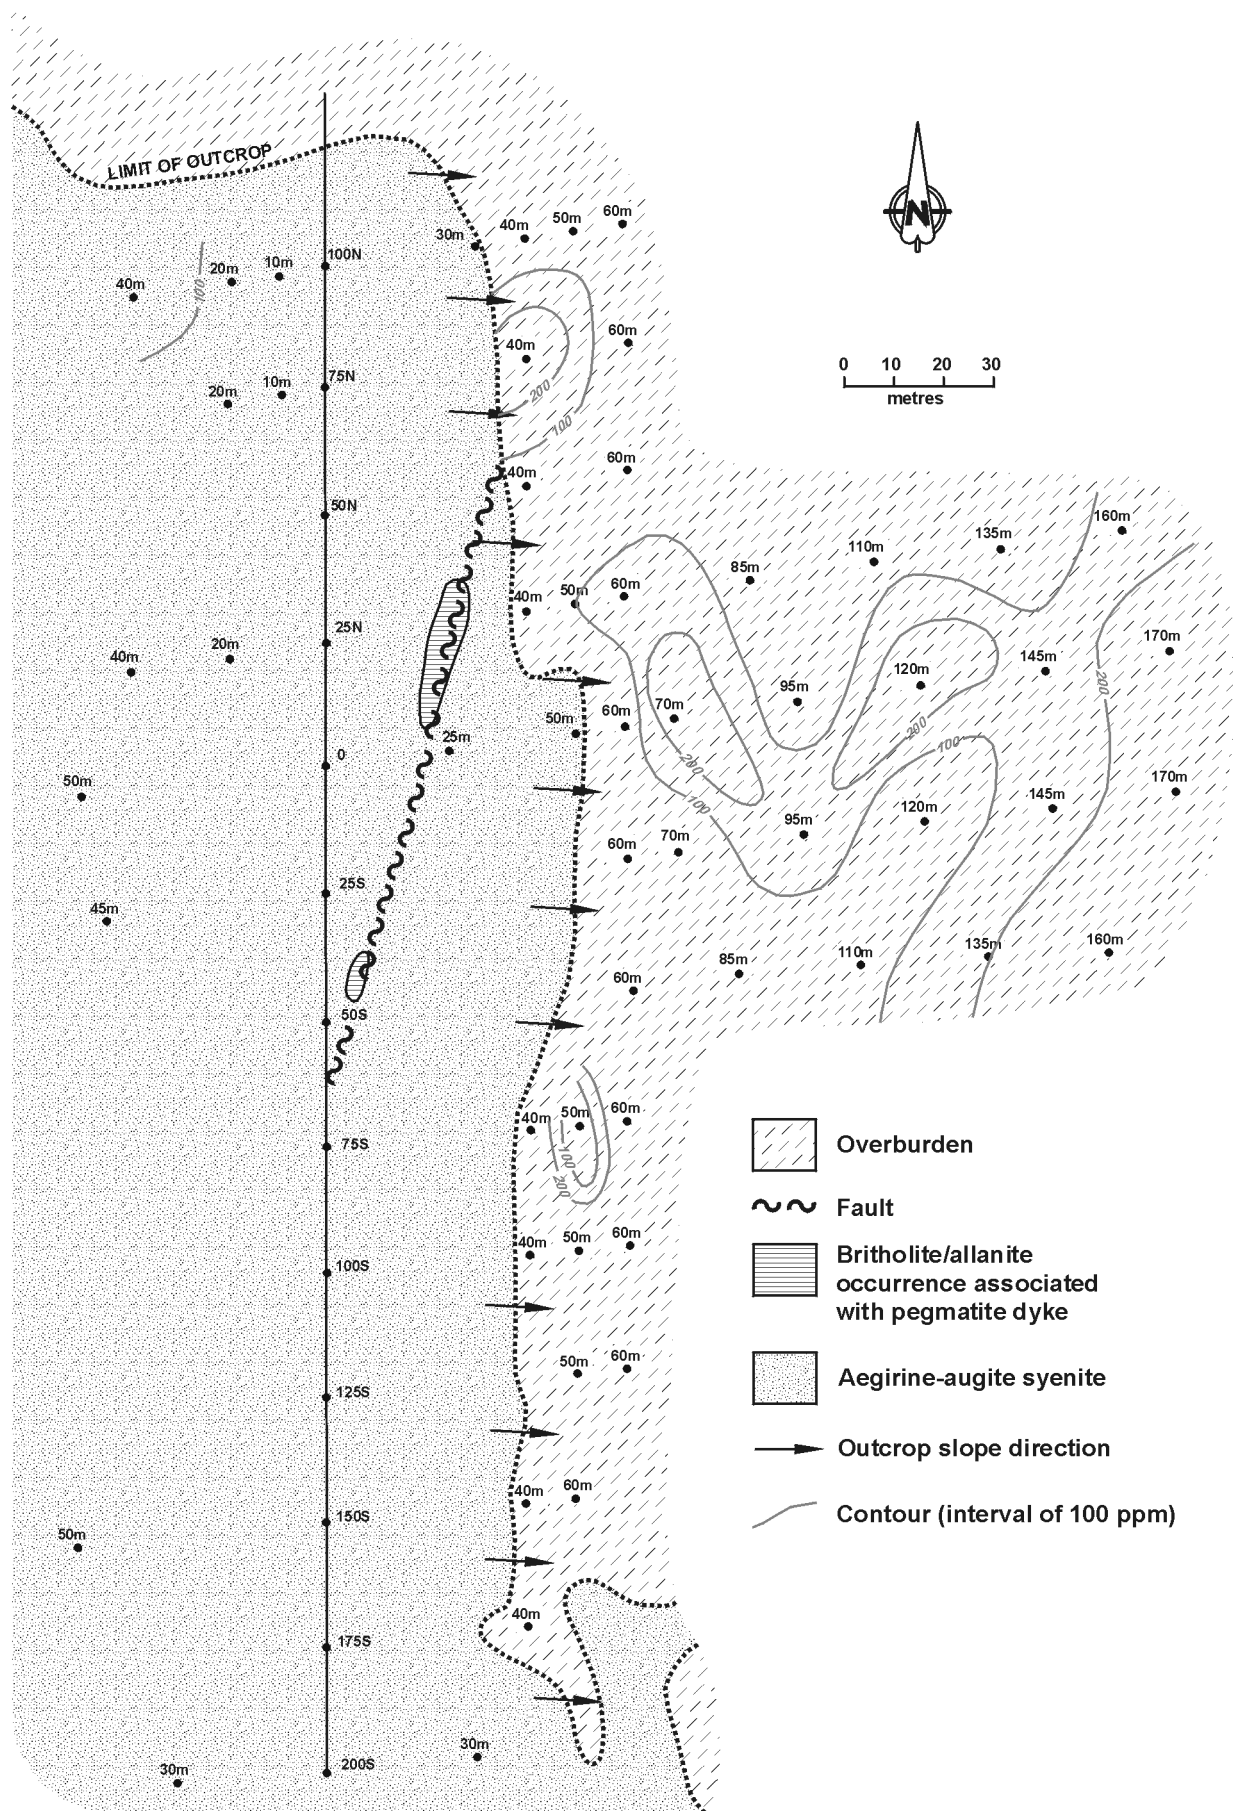 LIMIT OF OUTCROP
N
60m
50m
40m
30m
100N
10m
20m
40m
100
0 10 20 30
metres
60m
40m
75N
10m
20m
200
100
60m
40m
50N
160m
135m
110m
85m
60m
50m
40m
25N
20m
40m
170m
145m
120m
95m
200
70m
60m
50m
25m
0
200
100
200
50m
100
170m
145m
120m
95m
70m
60m
25S
45m
160m
135m
110m
85m
60m
50S
60m
50m
40m
75S
100
200
Overburden
Fault
60m
50m
40m
100S
Britholite/allanite
occurrence associated
with pegmatite dyke
60m
50m
125S
Aegirine-augite syenite
Outcrop slope direction
60m
40m
150S
50m
Contour (interval of 100 ppm)
40m
175S
30m
200S
30m